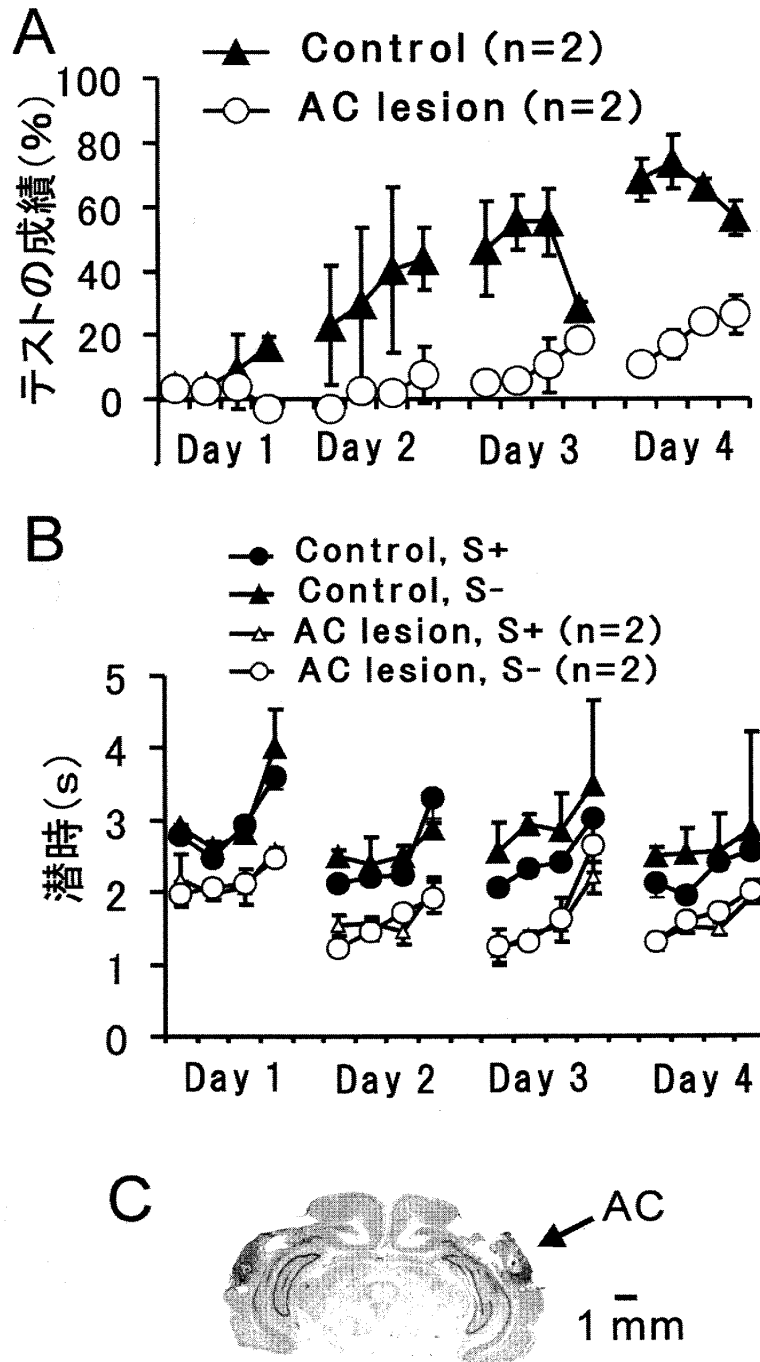 A
Control (n=2)
AC lesion (n=2)
テストの成績(%)
100
80
60
40
20
0
Day 1
Day 2
Day 3
Day 4
B
Control, S+
Control, S-
AC lesion, S+ (n=2)
AC lesion, S- (n=2)
潜時(s)
5
4
3
2
1
0
Day 1
Day 2
Day 3
Day 4
C
AC
1 mm